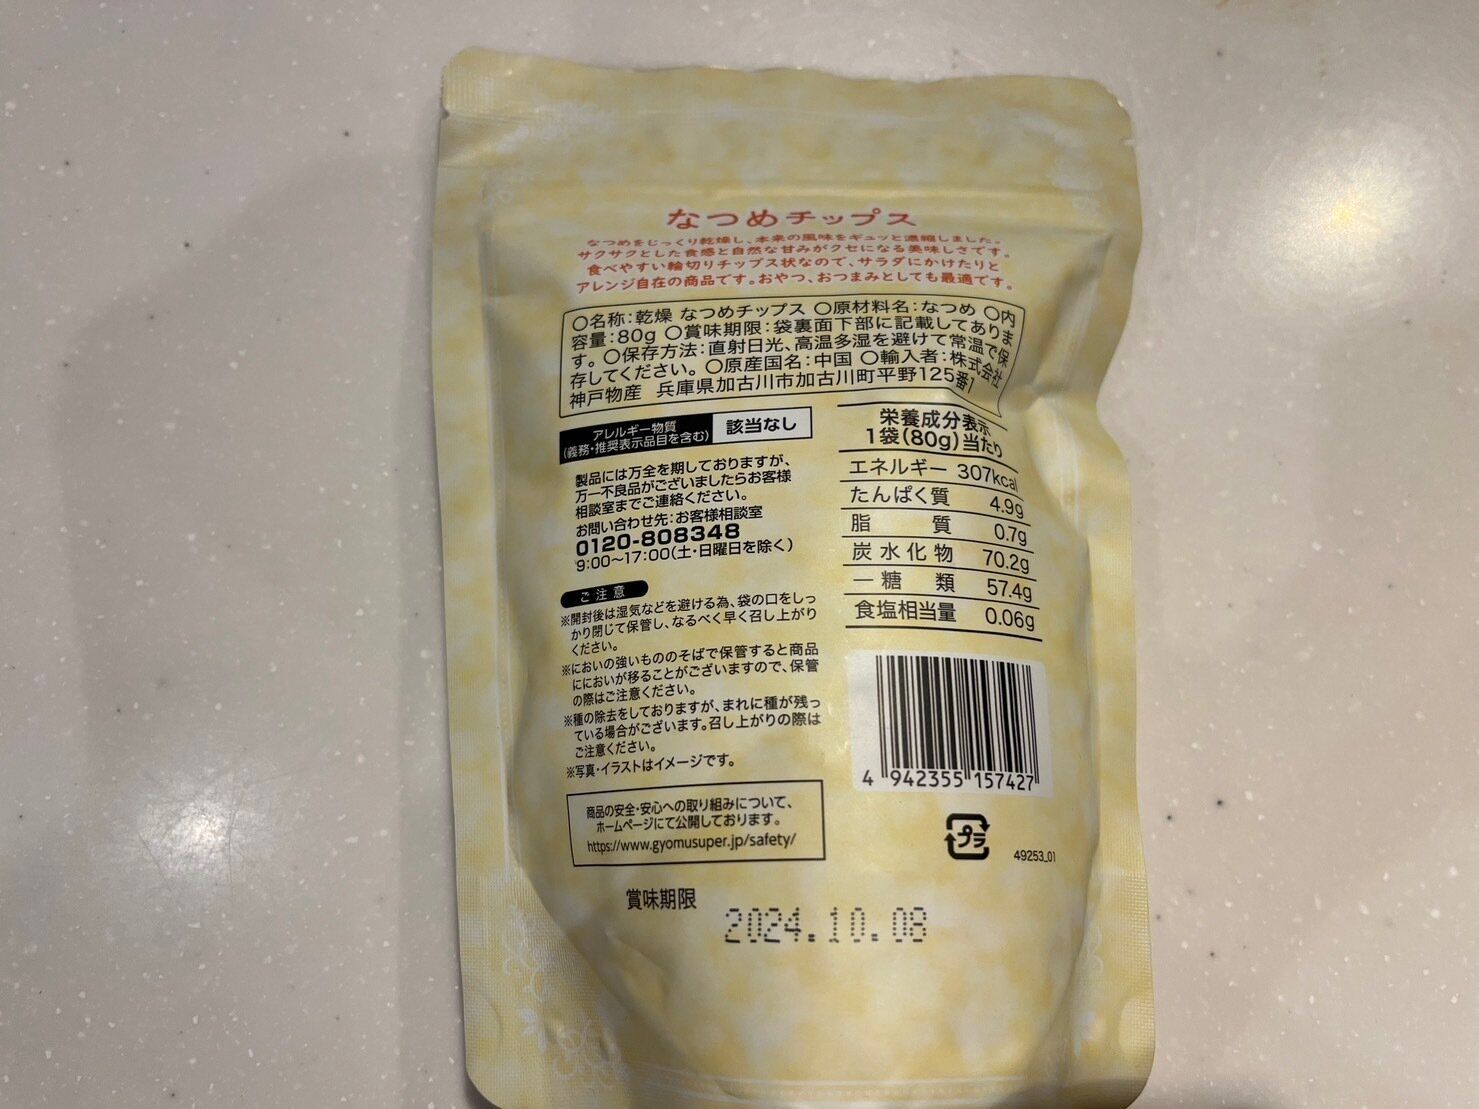 なつめチップス
なつめをじっくり乾燥し、本来の風味をギュッと濃縮しました。
サクサクとした食感と自然な甘みがクセになる美味しさです。
食べやすい輪切りチップス状なので、サラダにかけたりと
アレンジ自在の商品です。おやつ、おつまみとしても最適です。
〇名称:乾燥 なつめチップス 〇原材料名:なつめ 〇内
容量:80g 〇賞味期限:袋裏面下部に記載してありま
す。〇保存方法:直射日光、高温多湿を避けて常温で保
存してください。〇原産国名:中国 〇輸入者:株式会社
神戸物産 兵庫県加古川市加古川町平野125番1
アレルギー物質
(義務・推奨表示品目を含む)
該当なし
製品には万全を期しておりますが、
万一不良品がございましたらお客様
相談室までご連絡ください。
お問い合わせ先:お客様相談室
0120-808348
9:00〜17:00(土・日曜日を除く)
ご注意
※開封後は湿気などを避ける為、袋の口をしっ
かり閉じて保管し、なるべく早く召し上がり
ください。
※においの強いもののそばで保管すると商品
ににおいが移ることがございますので、保管
の際はご注意ください。
※種の除去をしておりますが、まれに種が残っ
ている場合がございます。召し上がりの際は
ご注意ください。
※写真・イラストはイメージです。
商品の安全・安心への取り組みについて、
ホームページにて公開しております。
https://www.gyomusuper.jp/safety/
栄養成分表示
1袋(80g)当たり
エネルギー 307kcal
たんぱく質 4.9g
脂質 0.7g
炭水化物 70.2g
ー糖類 57.4g
食塩相当量 0.06g
4 942355 157427
プラ
49253_01
賞味期限
2024.10.08